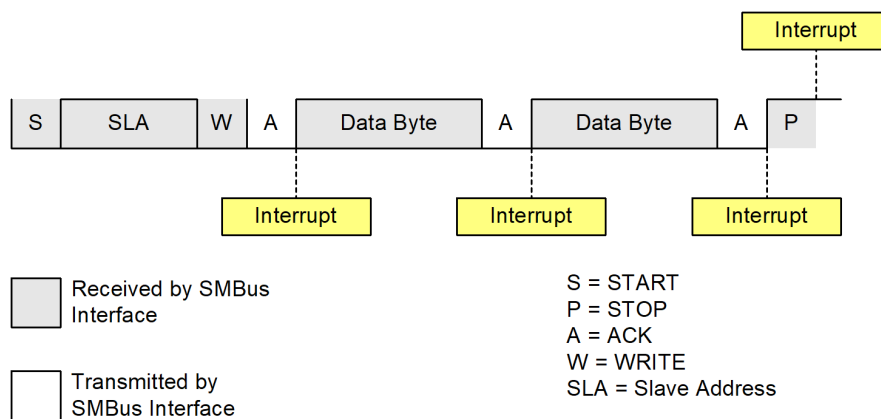 Interrupt
S SLA W A Data Byte A Data Byte A P
Interrupt Interrupt Interrupt
Received by SMBus
Interface
Transmitted by
SMBus Interface
S = START
P = STOP
A = ACK
W = WRITE
SLA = Slave Address